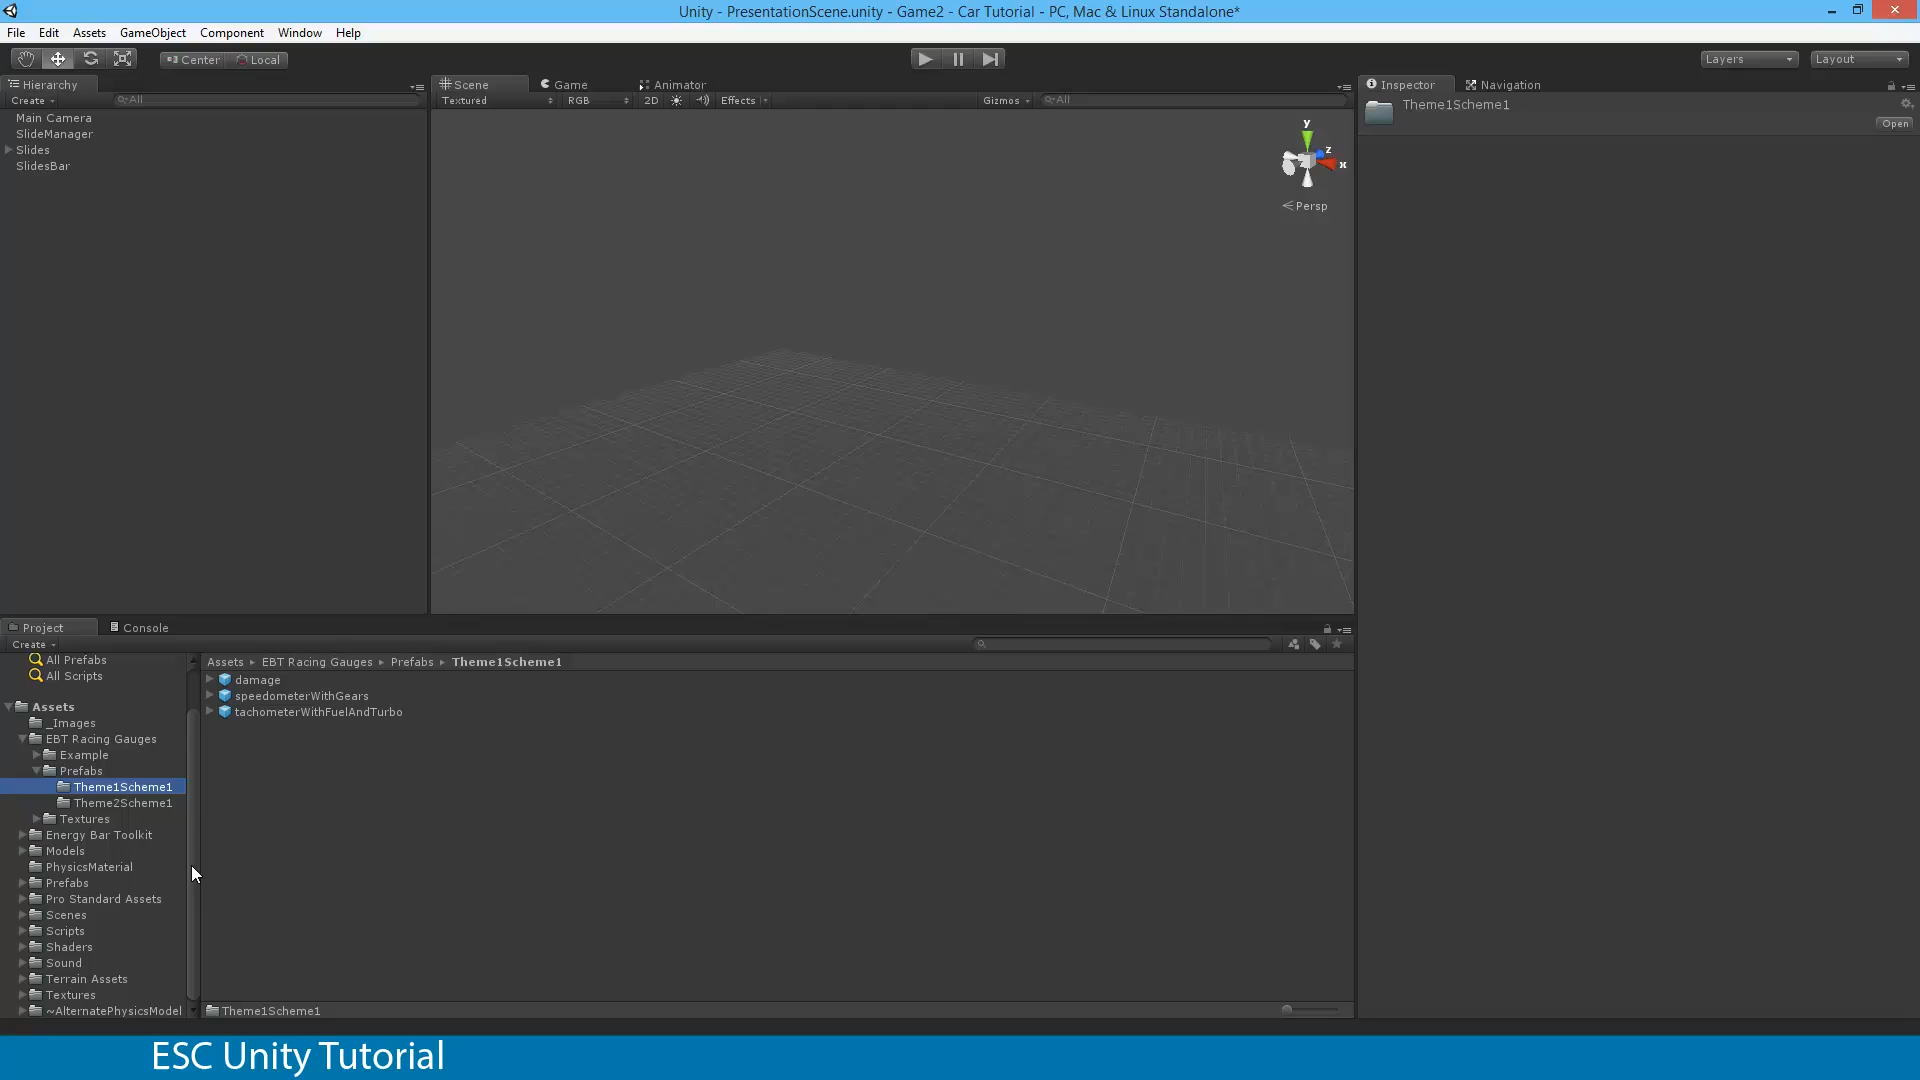 Unity - PresentationScene.unity - Game2 - Car Tutorial - PC, Mac & Linux Standalone*
File Edit Assets GameObject Component Window Help
Center Local Layers Layout
Hierarchy
Create All
Main Camera
SlideManager
Slides
SlidesBar
Scene Game Animator
Textured RGB 2D Effects Gizmos All
y
z
x
Persp
Inspector Navigation
Theme1Scheme1
Open
Project Console
Create
All Prefabs
All Scripts
Assets
_Images
EBT Racing Gauges
Example
Prefabs
Theme1Scheme1
Theme2Scheme1
Textures
Energy Bar Toolkit
Models
PhysicsMaterial
Prefabs
Pro Standard Assets
Scenes
Scripts
Shaders
Sound
Terrain Assets
Textures
~AlternatePhysicsModel
Assets EBT Racing Gauges Prefabs Theme1Scheme1
damage
speedometerWithGears
tachometerWithFuelAndTurbo
Theme1Scheme1
ESC Unity Tutorial